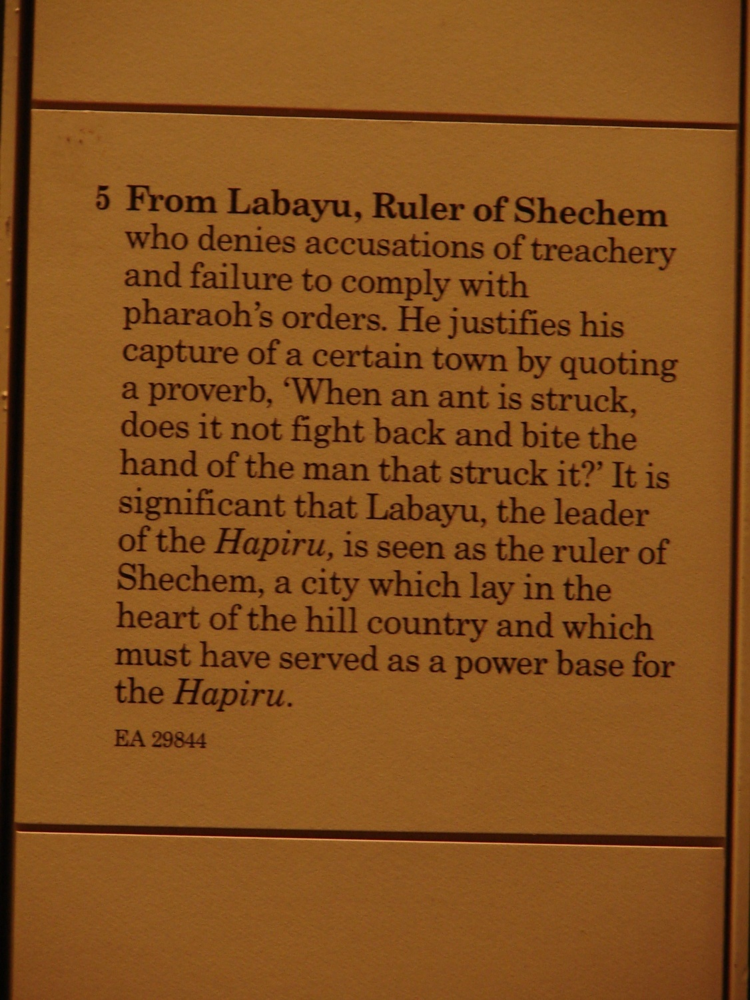 5 From Labayu, Ruler of Shechem
who denies accusations of treachery
and failure to comply with
pharaoh's orders. He justifies his
capture of a certain town by quoting
a proverb, ‘When an ant is struck,
does it not fight back and bite the
hand of the man that struck it?’ It is
significant that Labayu, the leader
of the Hapiru, is seen as the ruler of
Shechem, a city which lay in the
heart of the hill country and which
must have served as a power base for
the Hapiru.
EA 29844